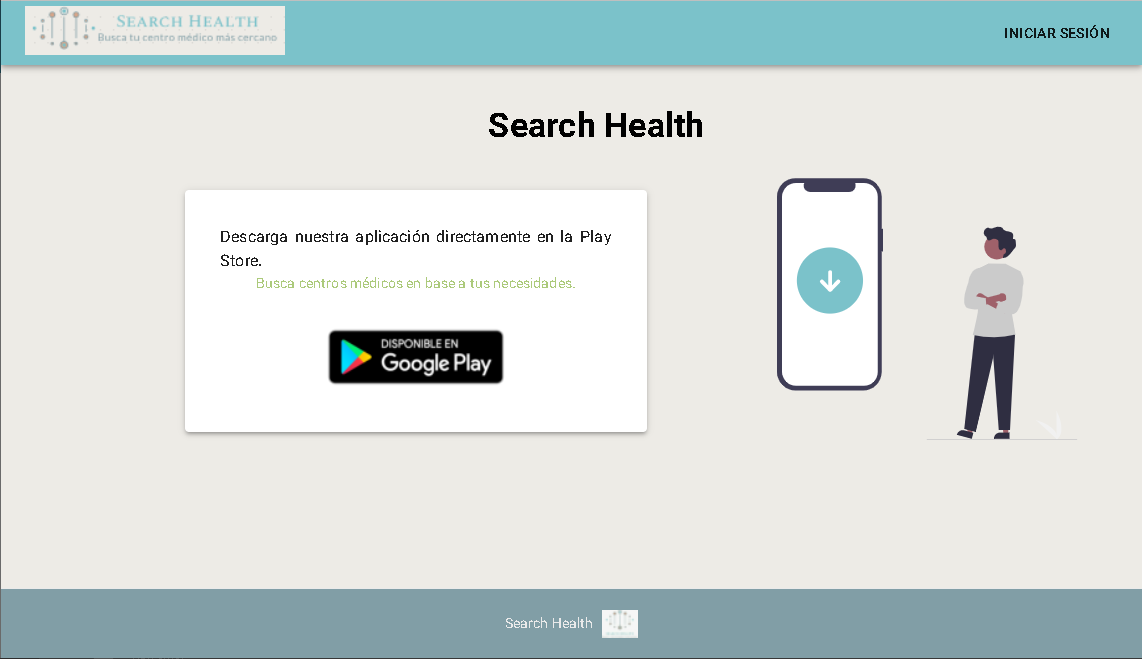 SEARCH HEALTH
Busca tu centro médico más cercano
INICIAR SESIÓN
Search Health
Descarga nuestra aplicación directamente en la Play
Store.
Busca centros médicos en base a tus necesidades.
DISPONIBLE EN
Google Play
Search Health